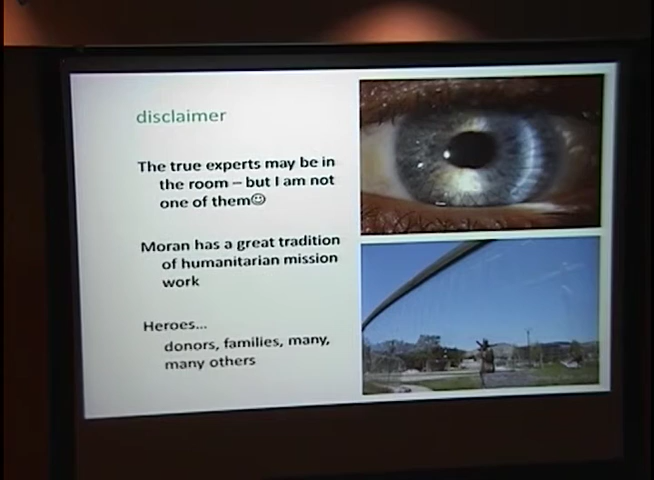 disclaimer
The true experts may be in
the room – but I am not
one of them☺
Moran has a great tradition
of humanitarian mission
work
Heroes...
donors, families, many,
many others